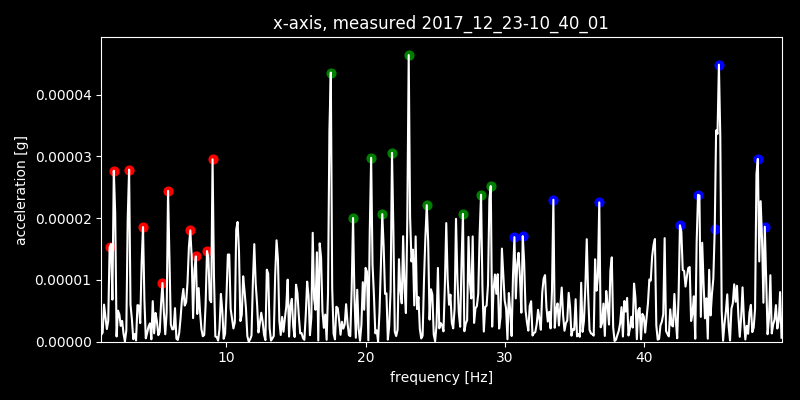 x-axis, measured 2017_12_23-10_40_01
acceleration [g]
0.00004
0.00003
0.00002
0.00001
0.00000
10 20 30 40
frequency [Hz]